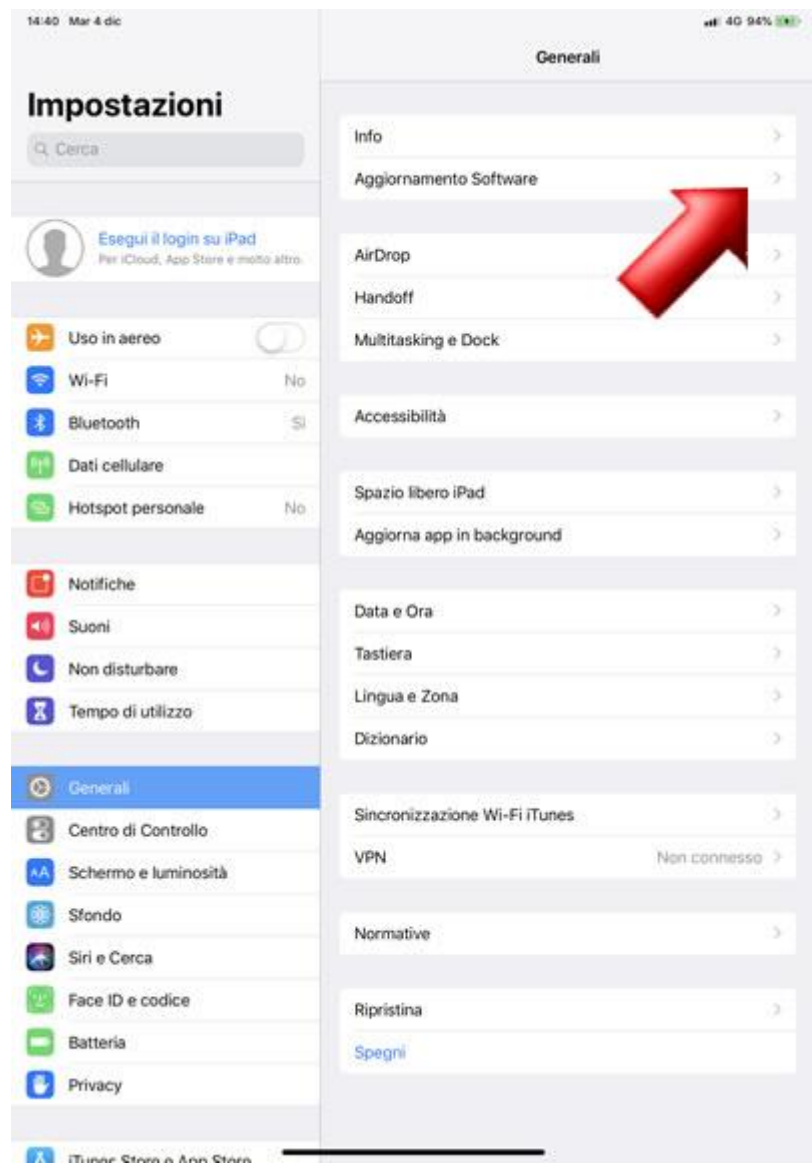 14:40 Mar 4 dic
4G 94%
Impostazioni
Cerca
Esegui il login su iPad
Per iCloud, App Store e molto altro.
Uso in aereo
Wi-Fi No
Bluetooth Sì
Dati cellulare
Hotspot personale No
Notifiche
Suoni
Non disturbare
Tempo di utilizzo
Generali
Centro di Controllo
AA Schermo e luminosità
Sfondo
Siri e Cerca
Face ID e codice
Batteria
Privacy
iTunes Store e App Store
Generali
Info
Aggiornamento Software
AirDrop
Handoff
Multitasking e Dock
Accessibilità
Spazio libero iPad
Aggiorna app in background
Data e Ora
Tastiera
Lingua e Zona
Dizionario
Sincronizzazione Wi-Fi iTunes
VPN Non connesso
Normative
Ripristina
Spegni